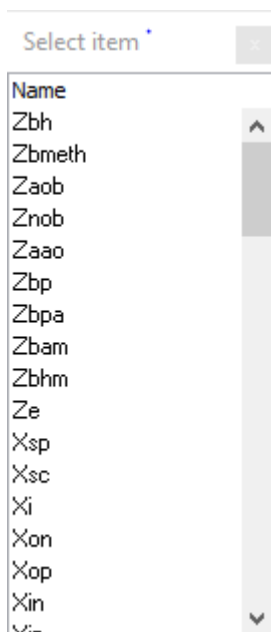 Select item *
Name
Zbh
Zbmeth
Zaob
Znob
Zaao
Zbp
Zbpa
Zbam
Zbhm
Ze
Xsp
Xsc
Xi
Xon
Xop
Xin